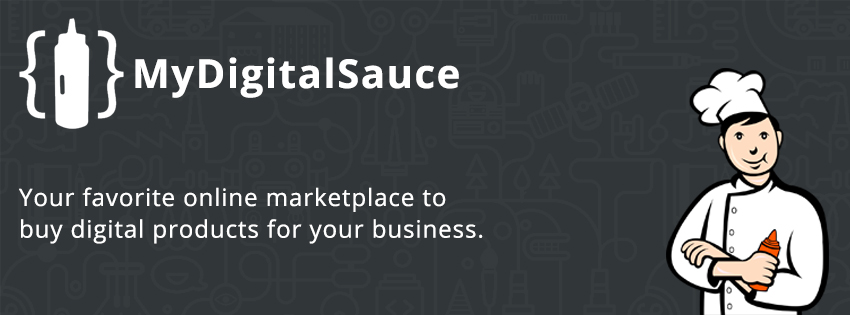 MyDigitalSauce
Your favorite online marketplace to
buy digital products for your business.